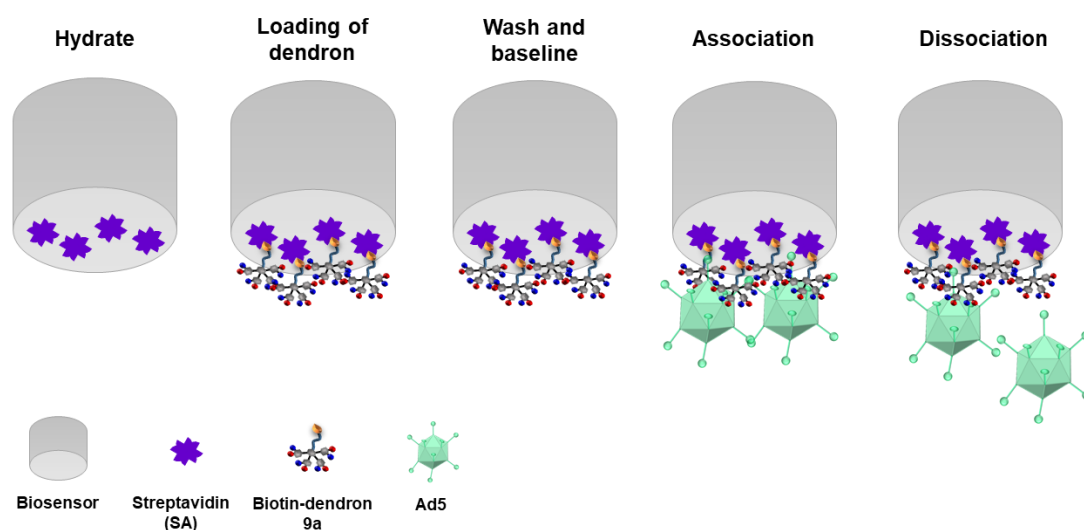 Hydrate
Loading of
dendron
Wash and
baseline
Association
Dissociation
Biosensor
Streptavidin
(SA)
Biotin-dendron
9a
Ad5